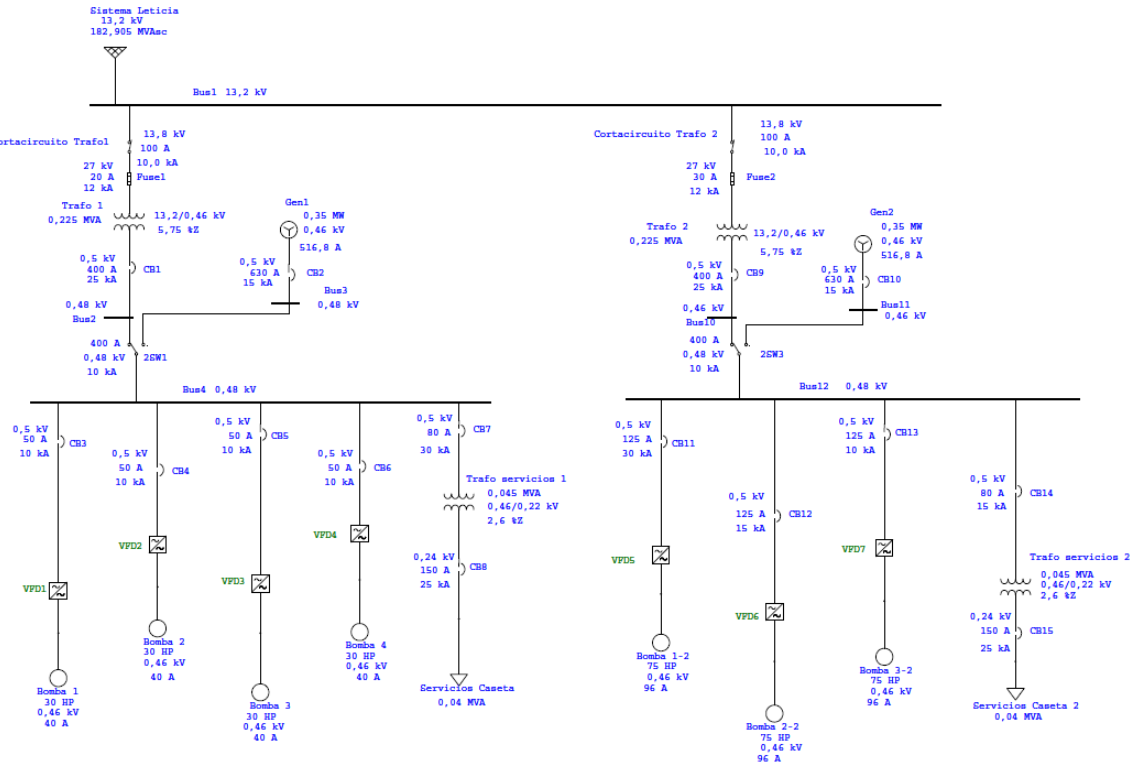 Sistema Leticia
13,2 kV
182,905 MVAsc
Bus1 13,2 kV
ortacircuito Trafo1
13,8 kV
100 A
10,0 kA
27 kV
20 A
12 kA
Fuse1
Trafo 1
0,225 MVA
13,2/0,46 kV
5,75 %Z
Gen1
0,35 MW
0,46 kV
516,8 A
0,5 kV
400 A
25 kA
CB1
0,5 kV
630 A
15 kA
CB2
Bus3
0,48 kV
0,48 kV
Bus2
400 A
0,48 kV
10 kA
2SW1
Bus4 0,48 kV
0,5 kV
50 A
10 kA
CB3
0,5 kV
50 A
10 kA
CB4
0,5 kV
50 A
10 kA
CB5
0,5 kV
50 A
10 kA
CB6
0,5 kV
80 A
30 kA
CB7
Trafo servicios 1
0,045 MVA
0,46/0,22 kV
2,6 %Z
0,24 kV
150 A
25 kA
CB8
VFD1
VFD2
VFD3
VFD4
Bomba 1
30 HP
0,46 kV
40 A
Bomba 2
30 HP
0,46 kV
40 A
Bomba 3
30 HP
0,46 kV
40 A
Bomba 4
30 HP
0,46 kV
40 A
Servicios Caseta
0,04 MVA
Cortacircuito Trafo 2
13,8 kV
100 A
10,0 kA
27 kV
30 A
12 kA
Fuse2
Trafo 2
0,225 MVA
13,2/0,46 kV
5,75 %Z
Gen2
0,35 MW
0,46 kV
516,8 A
0,5 kV
400 A
25 kA
CB9
0,5 kV
630 A
15 kA
CB10
Bus11
0,46 kV
0,46 kV
Bus10
400 A
0,48 kV
10 kA
2SW3
Bus12 0,48 kV
0,5 kV
125 A
30 kA
CB11
0,5 kV
125 A
15 kA
CB12
0,5 kV
125 A
10 kA
CB13
0,5 kV
80 A
15 kA
CB14
Trafo servicios 2
0,045 MVA
0,46/0,22 kV
2,6 %Z
0,24 kV
150 A
25 kA
CB15
VFD5
VFD6
VFD7
Bomba 1-2
75 HP
0,46 kV
96 A
Bomba 2-2
75 HP
0,46 kV
96 A
Bomba 3-2
75 HP
0,46 kV
96 A
Servicios Caseta 2
0,04 MVA